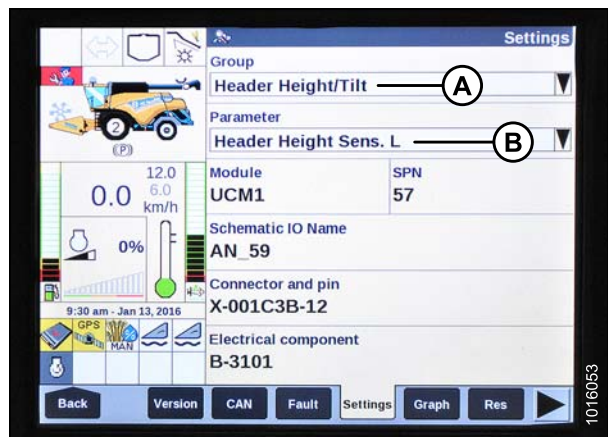 Settings
Group
Header Height/Tilt
A
Parameter
Header Height Sens. L
B
Module
SPN
UCM1
57
Schematic IO Name
AN_59
Connector and pin
X-001C3B-12
Electrical component
B-3101
2
(P)
12.0
0.0
6.0
km/h
0%
9:30 am - Jan 13, 2016
GPS
%
MAN
Back
Version
CAN
Fault
Settings
Graph
Res
1016053